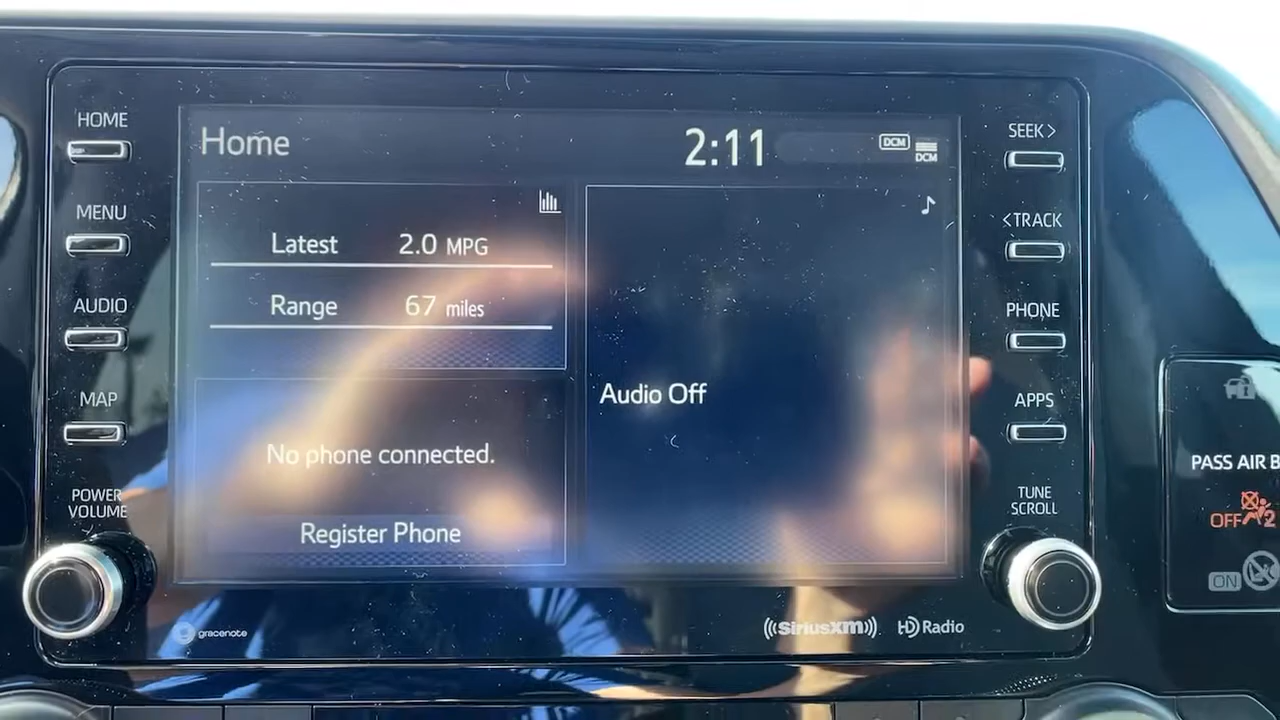 HOME
MENU
AUDIO
MAP
POWER
VOLUME
Home
2:11
DCM
DCM
Latest 2.0 MPG
Range 67 miles
No phone connected.
Register Phone
Audio Off
gracenote
SiriusXM
HD Radio
SEEK >
< TRACK
PHONE
APPS
TUNE
SCROLL
PASS AIR B
OFF 2
ON